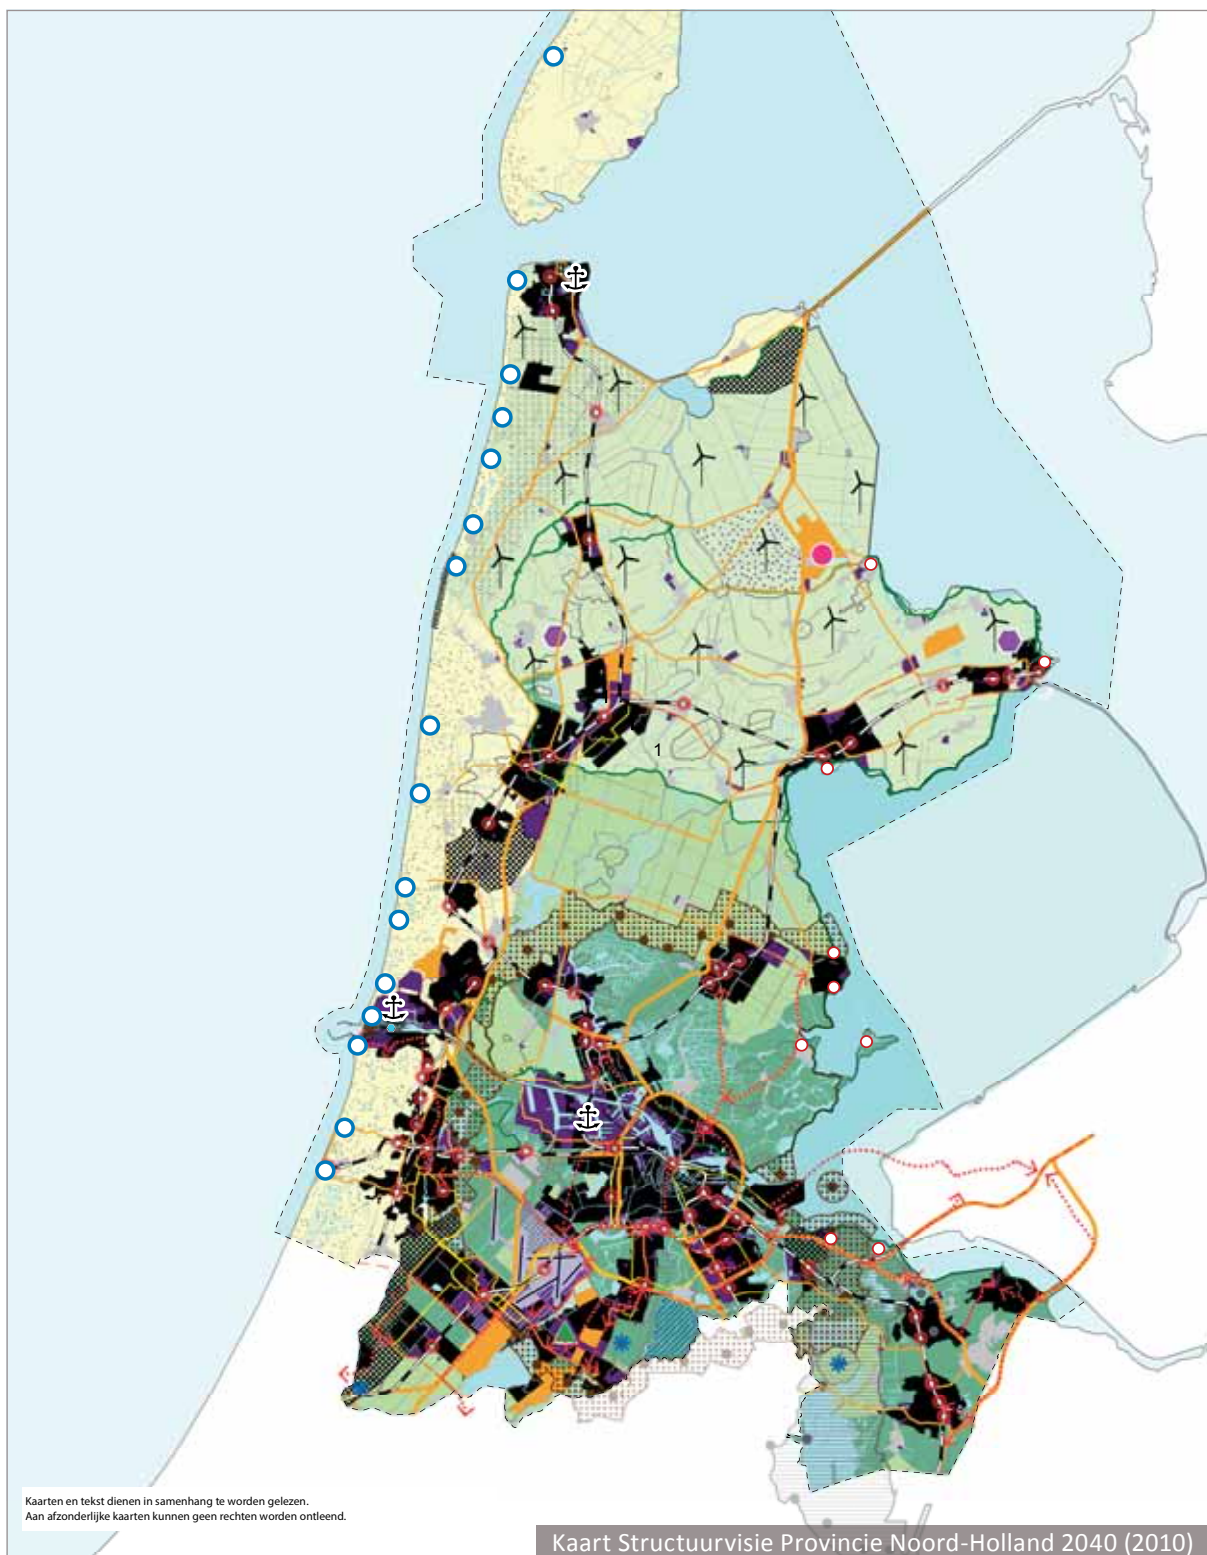 1
Kaarten en tekst dienen in samenhang te worden gelezen.
Aan afzonderlijke kaarten kunnen geen rechten worden ontleend.
Kaart Structuurvisie Provincie Noord-Holland 2040 (2010)